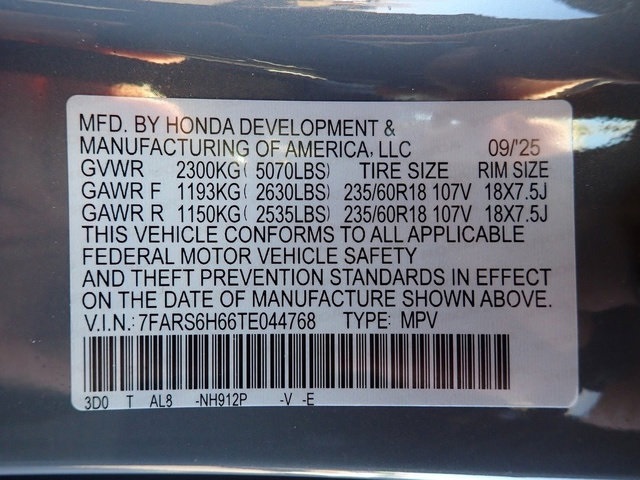 MFD. BY HONDA DEVELOPMENT &
MANUFACTURING OF AMERICA, LLC 09/'25
GVWR 2300KG ( 5070LBS) TIRE SIZE RIM SIZE
GAWR F 1193KG ( 2630LBS) 235/60R18 107V 18X7.5J
GAWR R 1150KG ( 2535LBS) 235/60R18 107V 18X7.5J
THIS VEHICLE CONFORMS TO ALL APPLICABLE
FEDERAL MOTOR VEHICLE SAFETY
AND THEFT PREVENTION STANDARDS IN EFFECT
ON THE DATE OF MANUFACTURE SHOWN ABOVE.
V.I.N.: 7FARS6H66TE044768 TYPE: MPV
3D0 T AL8 -NH912P -V -E